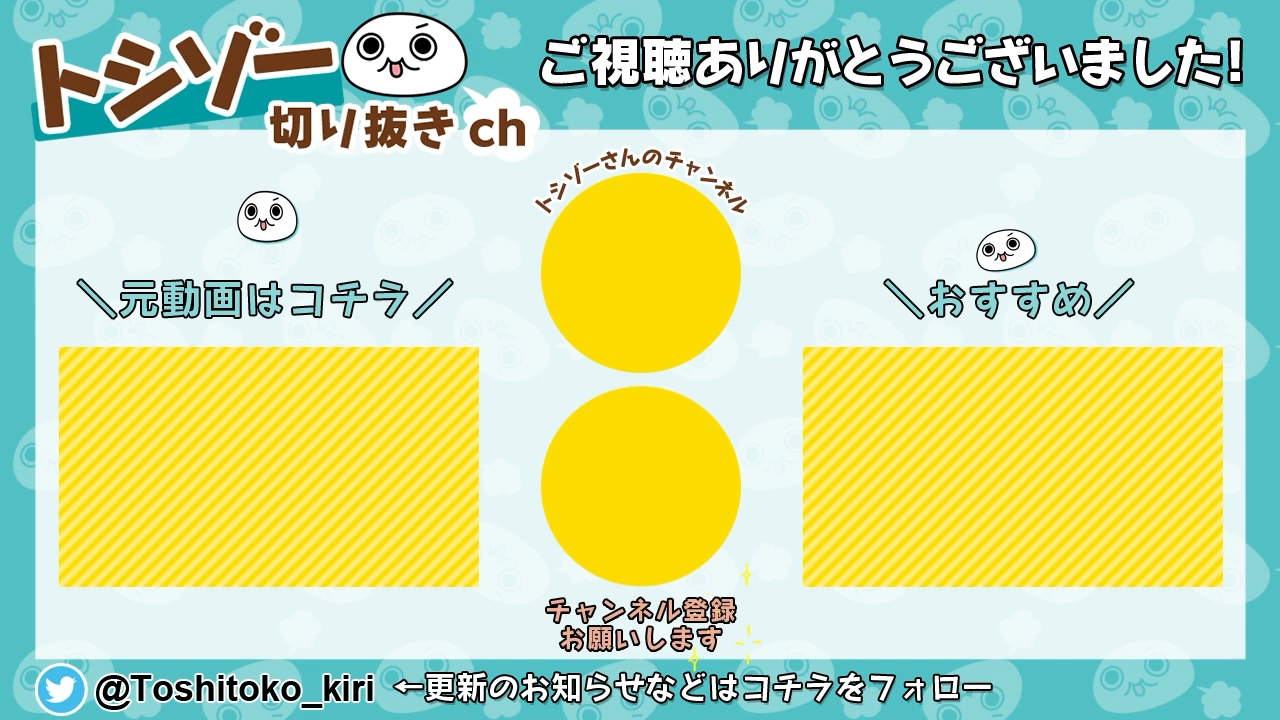 トシゾー
切り抜きch
ご視聴ありがとうございました!
トシゾーさんのチャンネル
＼元動画はコチラ／
＼おすすめ／
チャンネル登録
お願いします
@Toshitoko_kiri ←更新のお知らせなどはコチラをフォロー